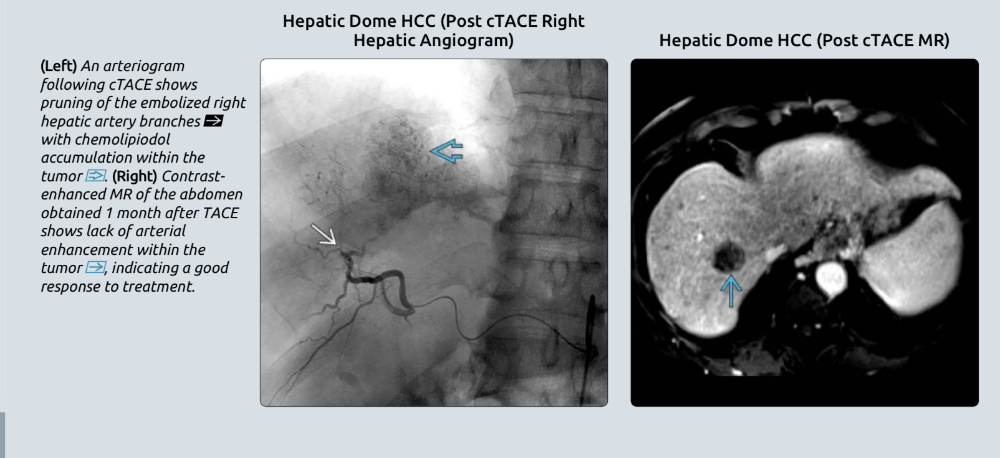 Hepatic Dome HCC (Post cTACE Right
Hepatic Angiogram)
Hepatic Dome HCC (Post cTACE MR)
(Left) An arteriogram
following cTACE shows
pruning of the embolized right
hepatic artery branches
with chemolipiodol
accumulation within the
tumor . (Right) Contrast-
enhanced MR of the abdomen
obtained 1 month after TACE
shows lack of arterial
enhancement within the
tumor , indicating a good
response to treatment.